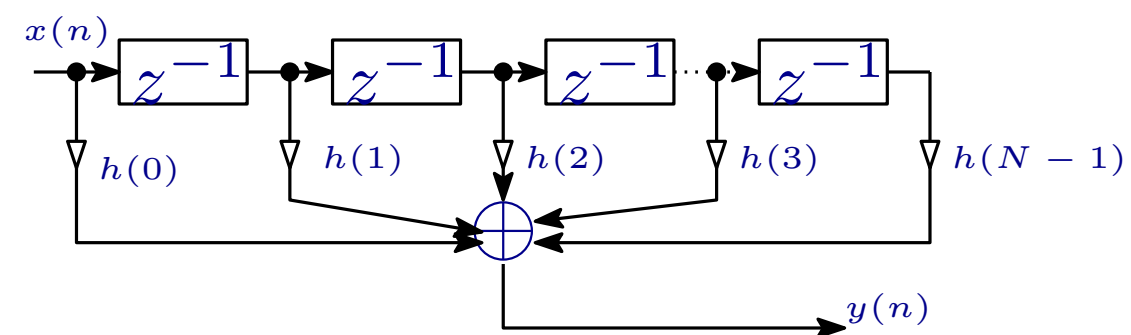 x(n)
z⁻¹ z⁻¹ z⁻¹ z⁻¹
h(0) h(1) h(2) h(3) h(N − 1)
y(n)